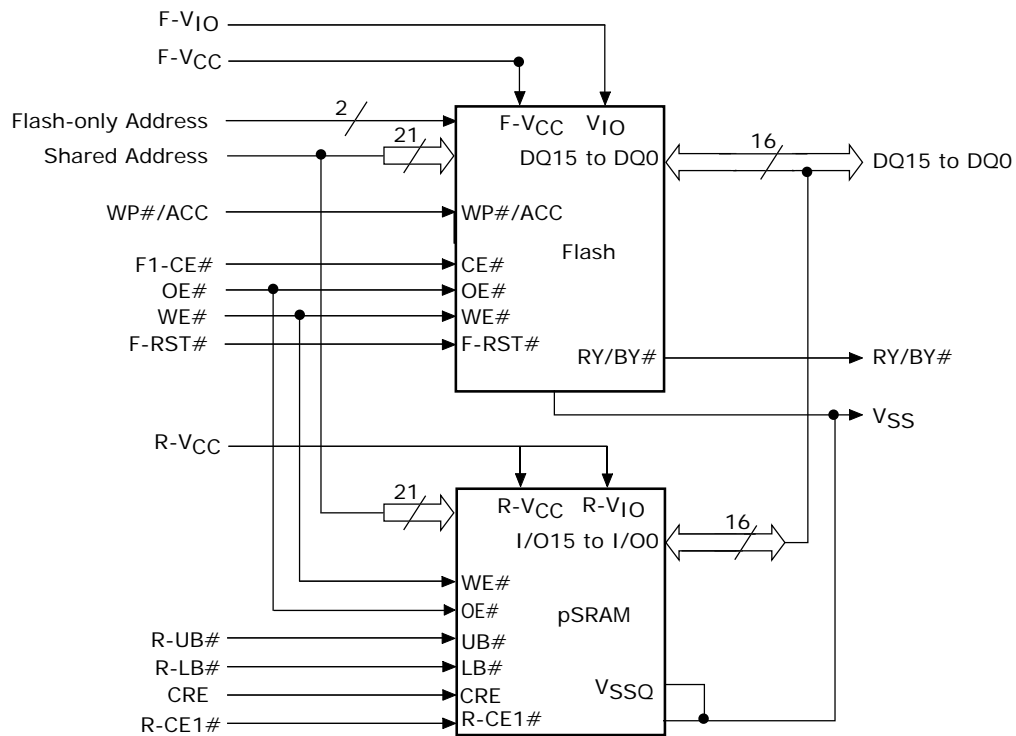 F-VIO
F-VCC
Flash-only Address 2
F-VCC VIO
Shared Address 21 DQ15 to DQ0 16 DQ15 to DQ0
WP#/ACC WP#/ACC
Flash
F1-CE# CE#
OE# OE#
WE# WE#
F-RST# F-RST#
RY/BY# RY/BY#
VSS
R-VCC
21 R-VCC R-VIO
I/O15 to I/O0 16
WE#
OE# pSRAM
R-UB# UB#
R-LB# LB#
VSSQ
CRE CRE
R-CE1# R-CE1#